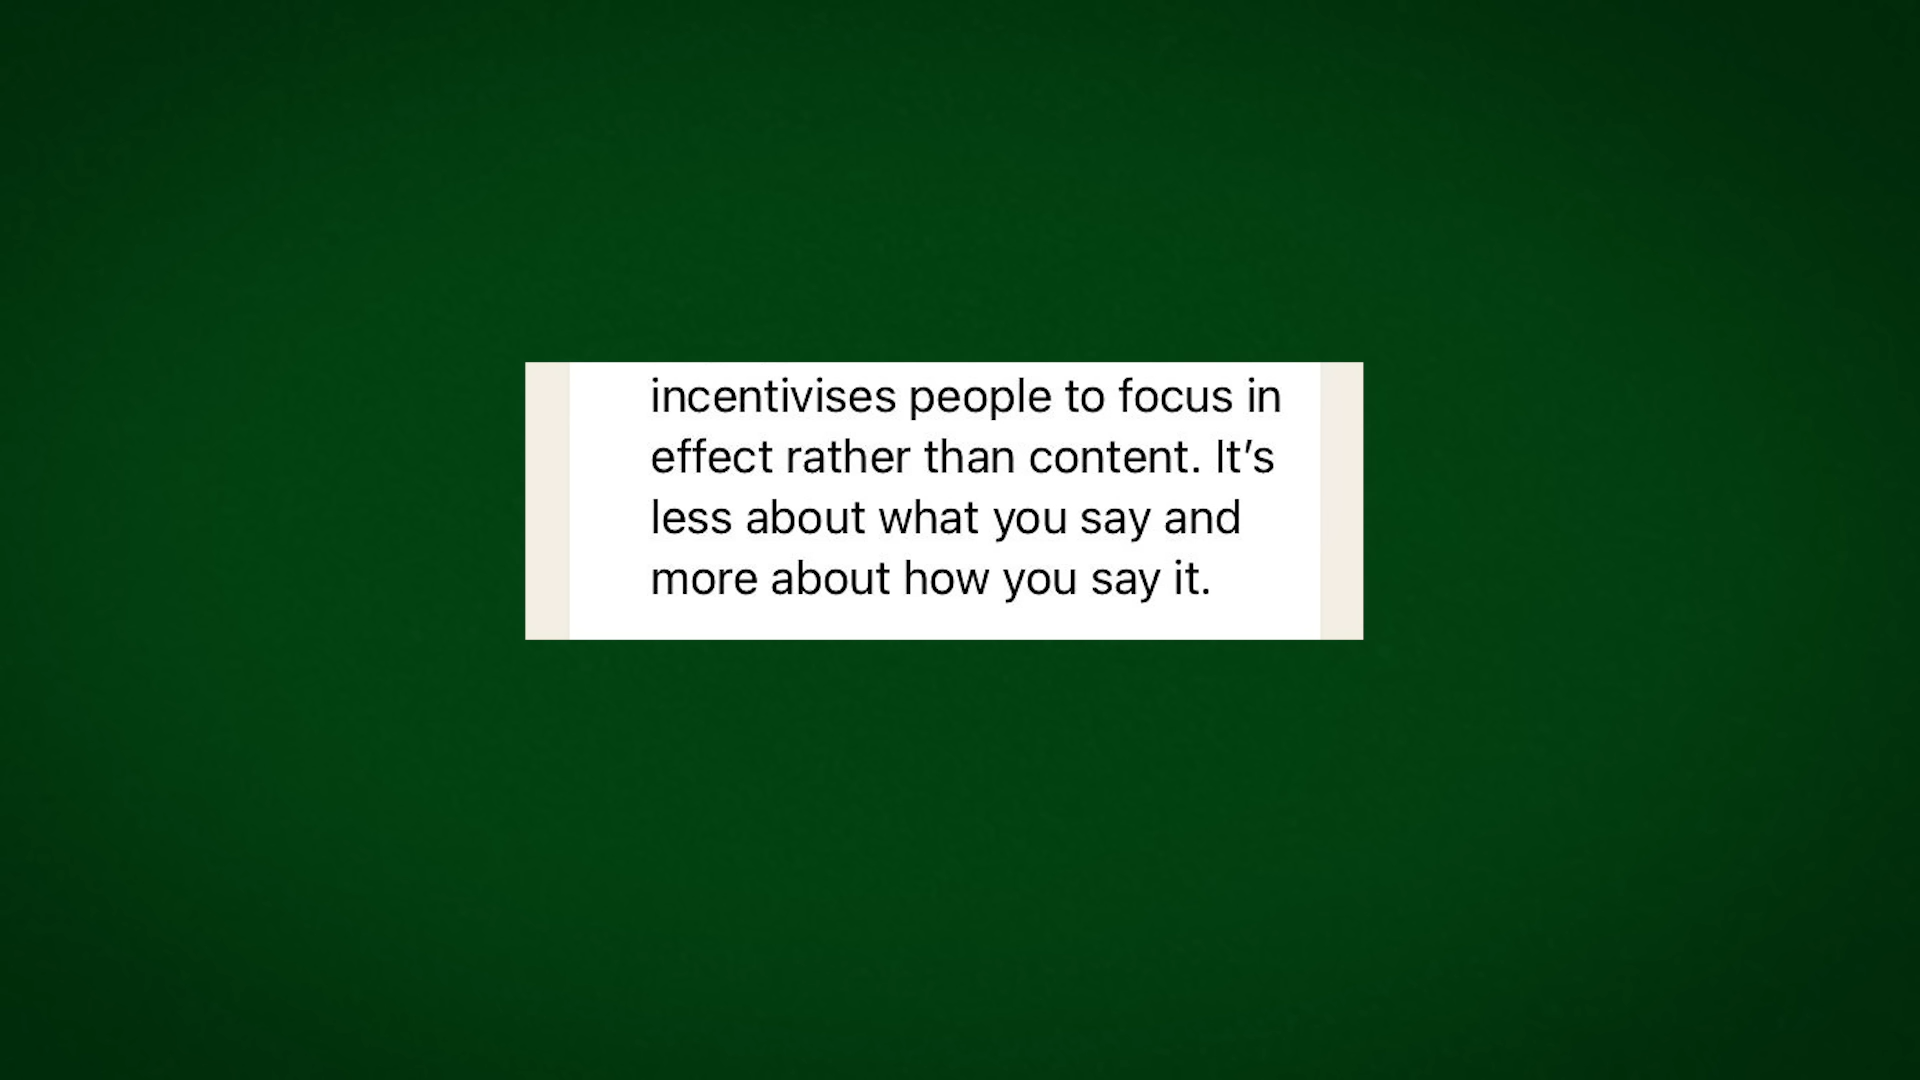 incentivises people to focus in
effect rather than content. It’s
less about what you say and
more about how you say it.